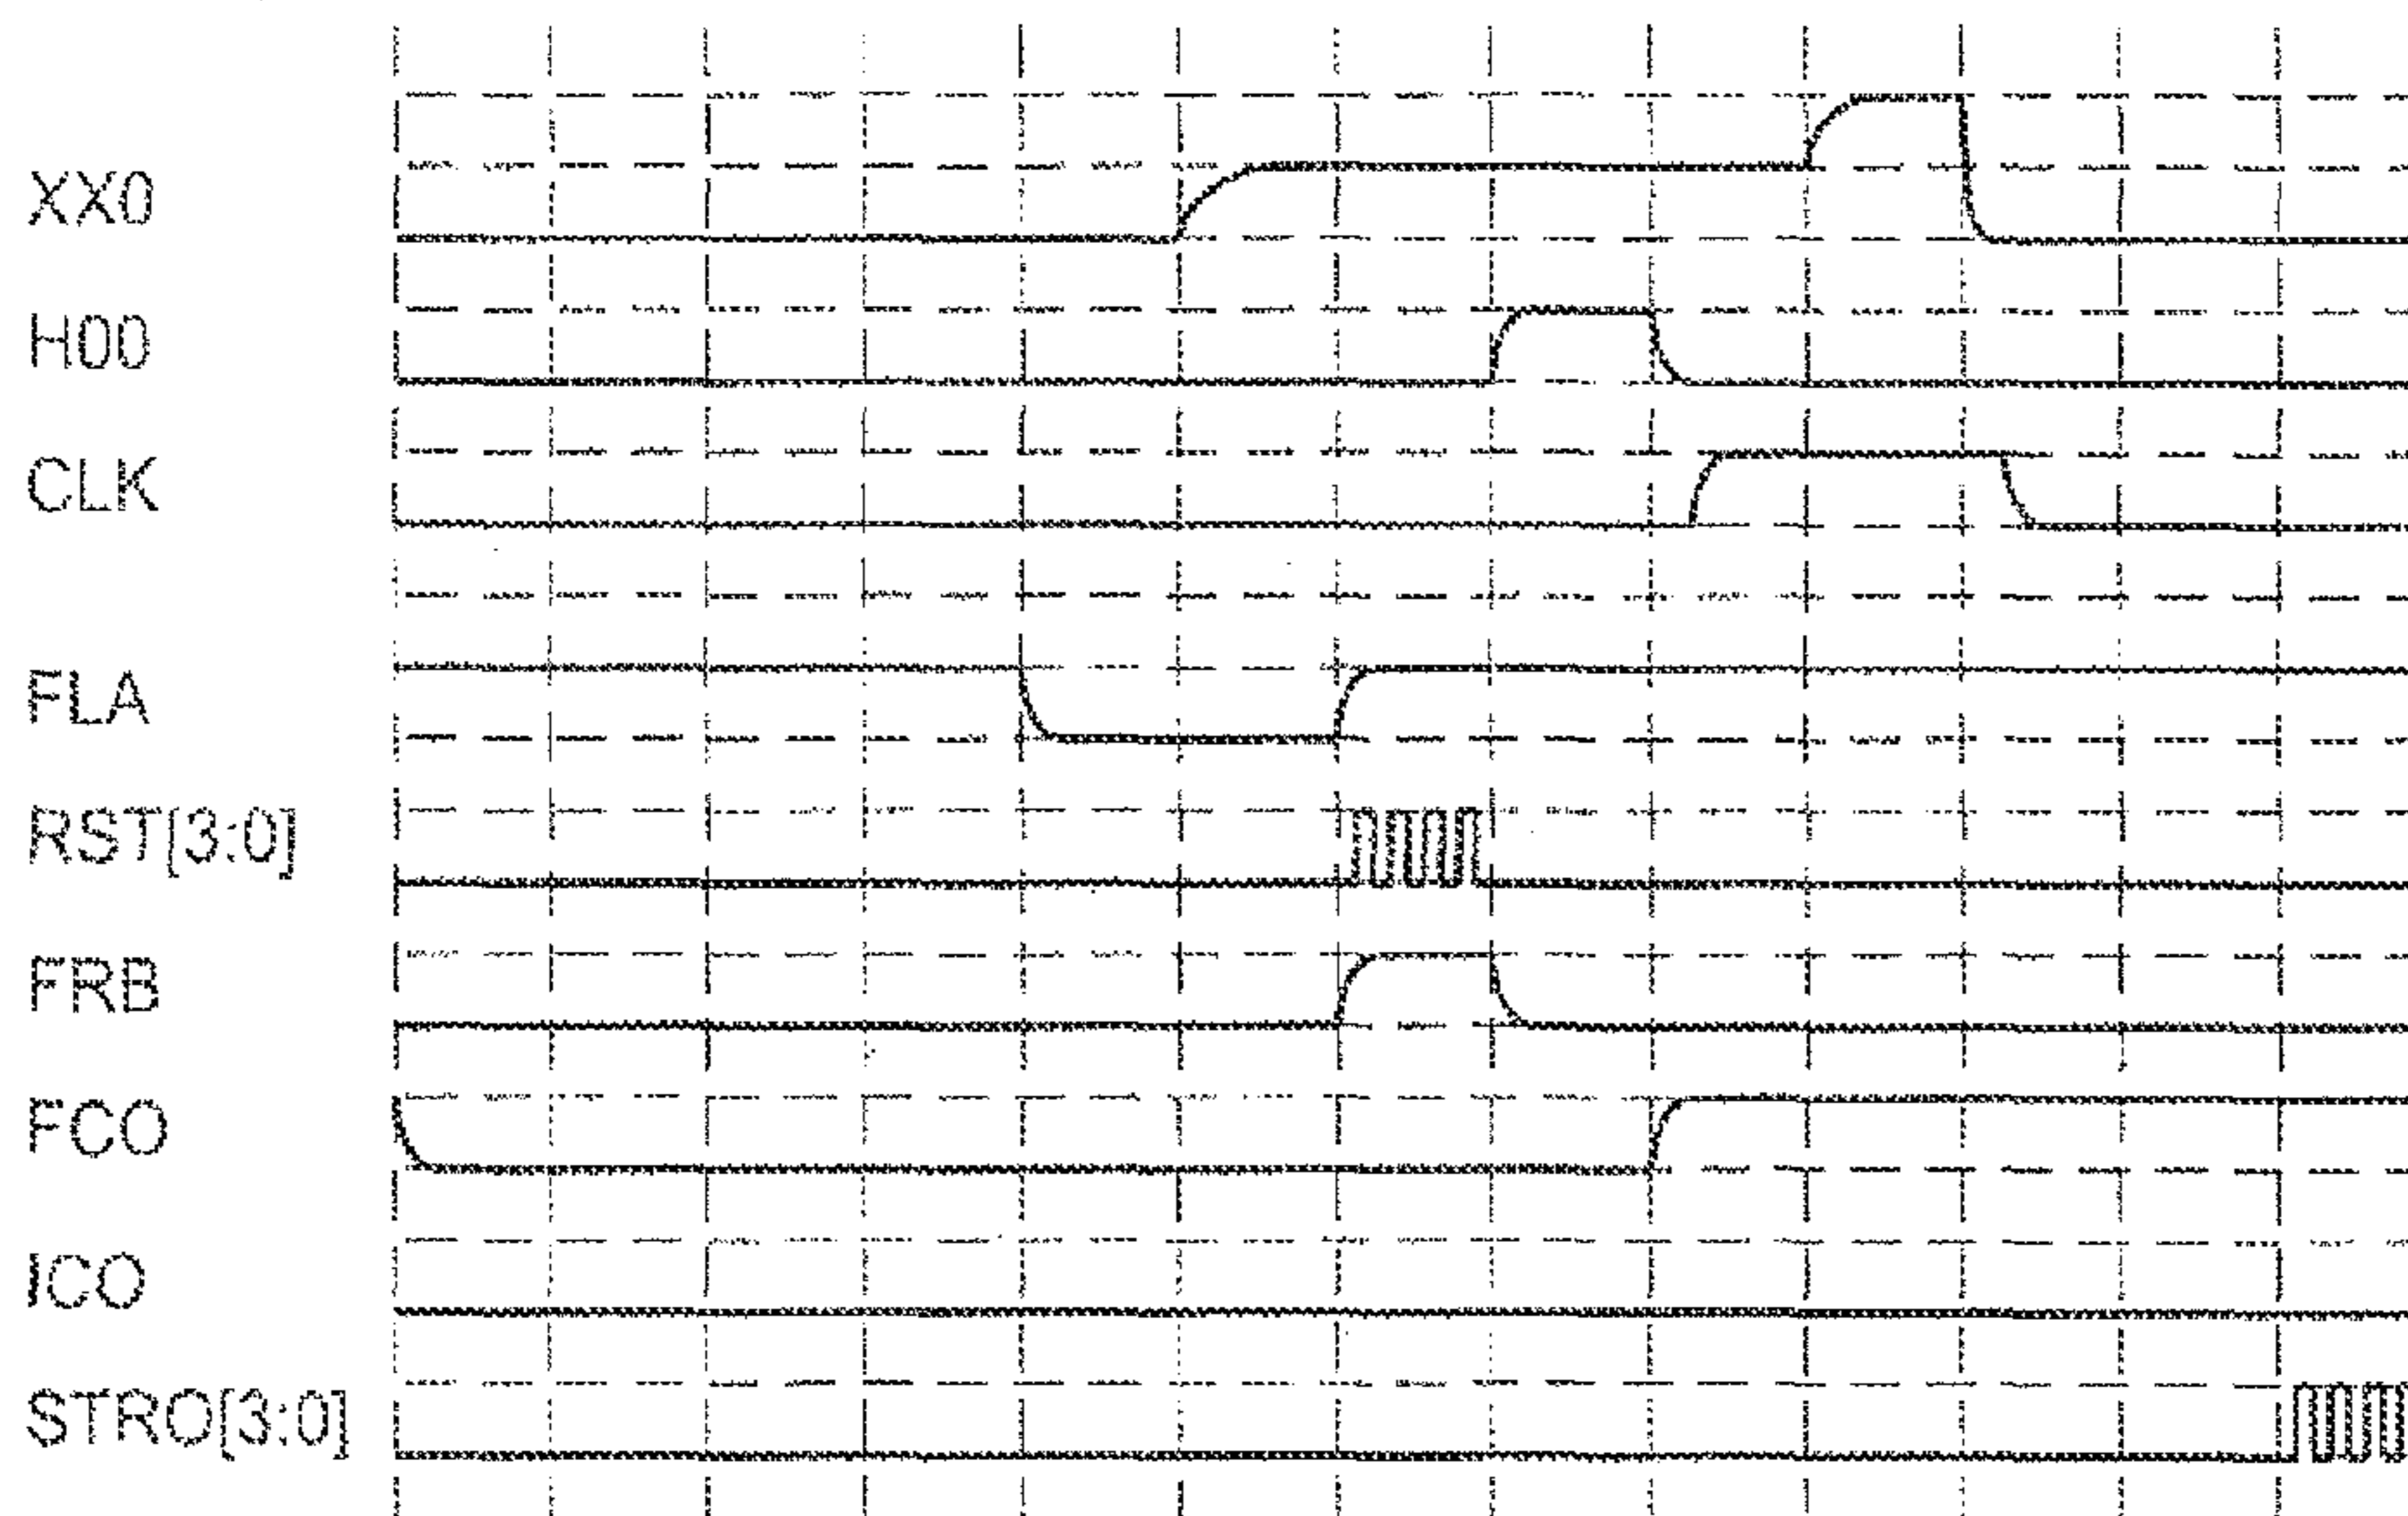 XX0
H00
CLK
FLA
RST[3:0]
FRB
FCO
ICO
STRO[3:0]